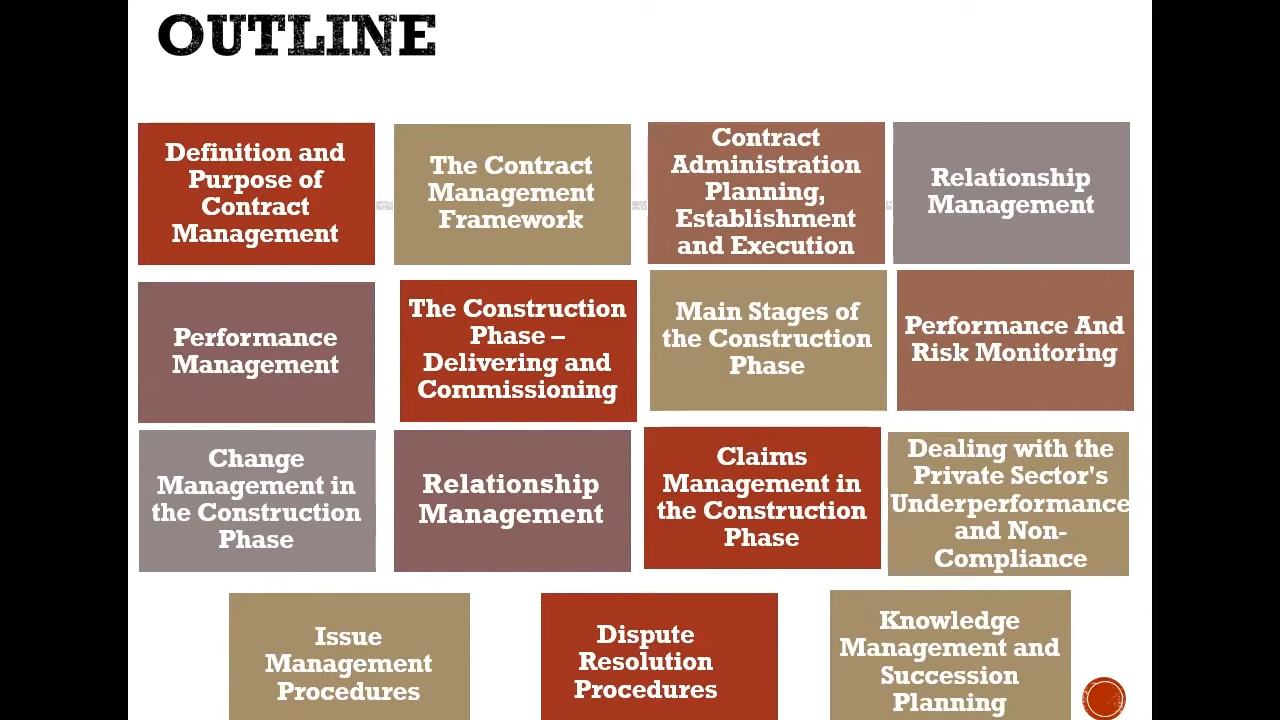 OUTLINE
Definition and
Purpose of
Contract
Management
The Contract
Management
Framework
Contract
Administration
Planning,
Establishment
and Execution
Relationship
Management
Performance
Management
The Construction
Phase –
Delivering and
Commissioning
Main Stages of
the Construction
Phase
Performance And
Risk Monitoring
Change
Management in
the Construction
Phase
Relationship
Management
Claims
Management in
the Construction
Phase
Dealing with the
Private Sector's
Underperformance
and Non-
Compliance
Issue
Management
Procedures
Dispute
Resolution
Procedures
Knowledge
Management and
Succession
Planning